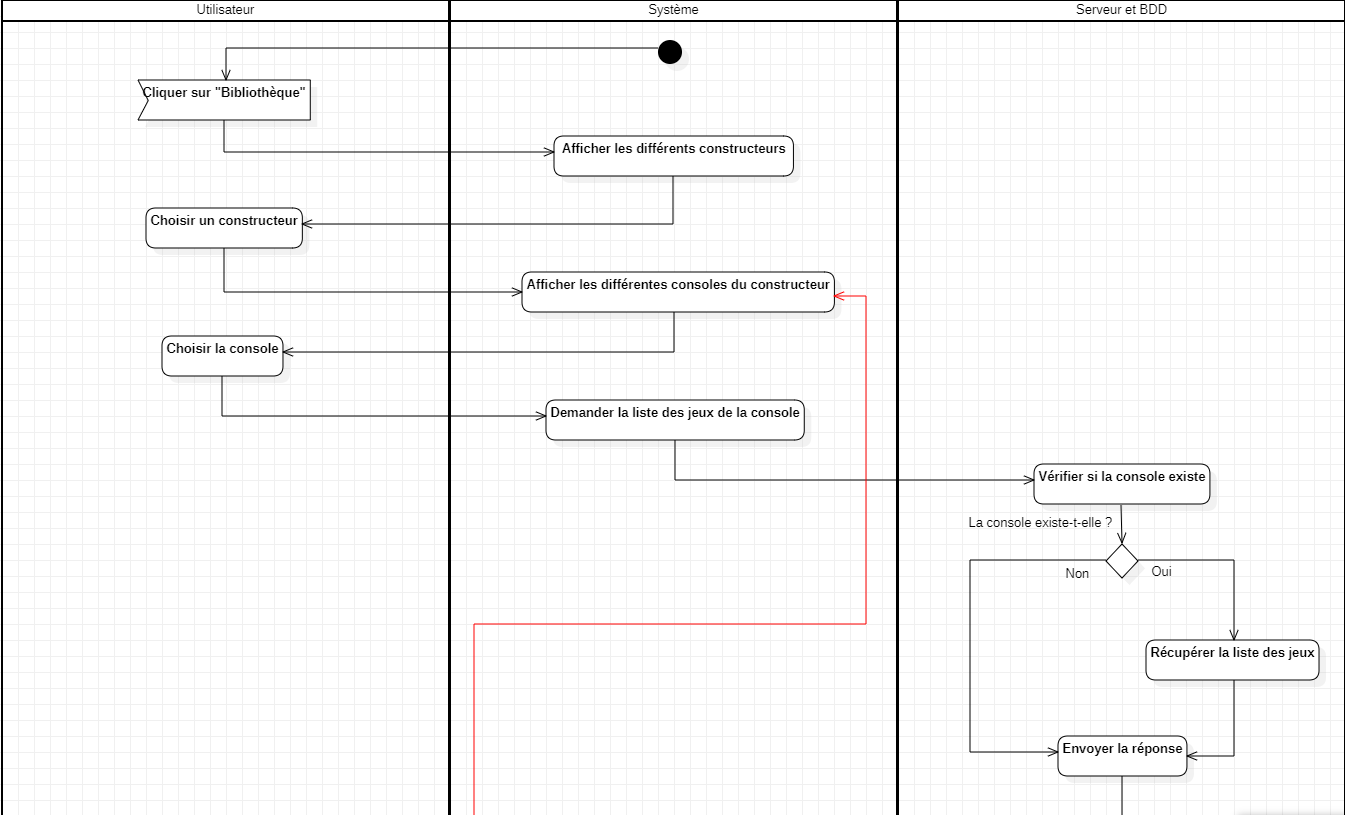 Utilisateur
Système
Serveur et BDD
Cliquer sur "Bibliothèque"
Afficher les différents constructeurs
Choisir un constructeur
Afficher les différentes consoles du constructeur
Choisir la console
Demander la liste des jeux de la console
Vérifier si la console existe
La console existe-t-elle ?
Non
Oui
Récupérer la liste des jeux
Envoyer la réponse